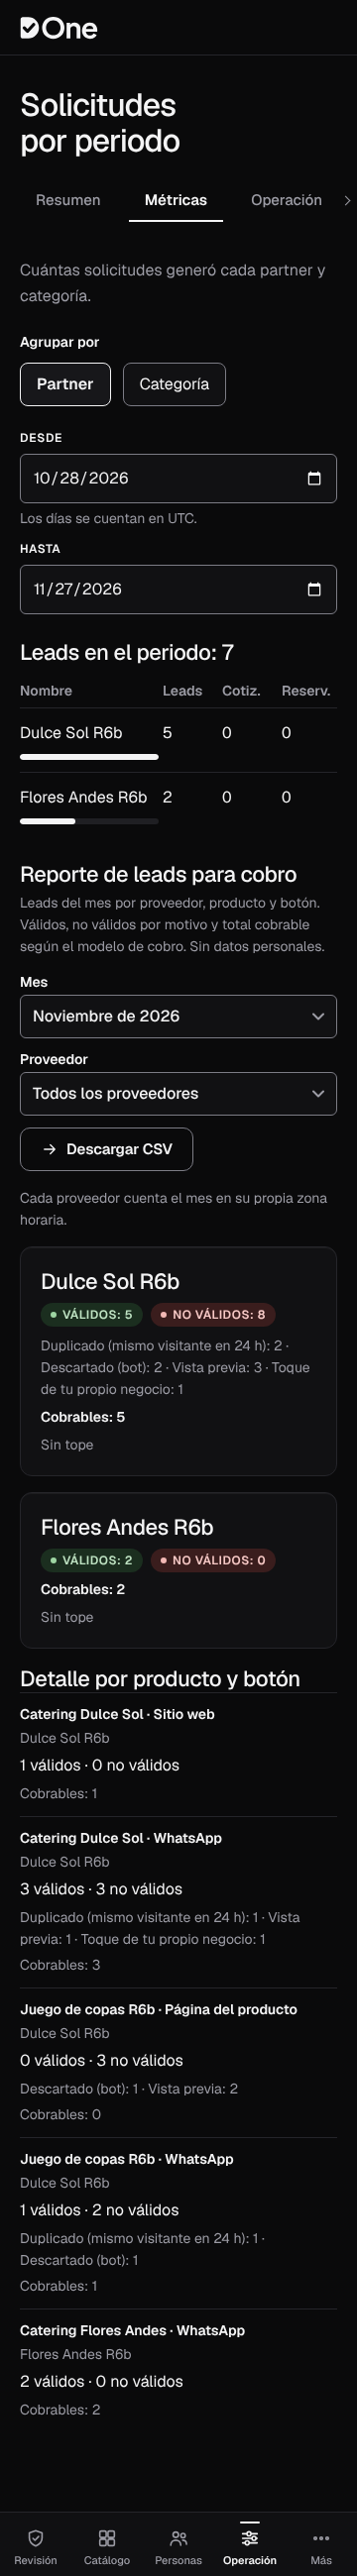 One
Solicitudes
por periodo
Resumen Métricas Operación
Cuántas solicitudes generó cada partner y
categoría.
Agrupar por
Partner Categoría
DESDE
10/28/2026
Los días se cuentan en UTC.
HASTA
11/27/2026
Leads en el periodo: 7
Nombre Leads Cotiz. Reserv.
Dulce Sol R6b 5 0 0
Flores Andes R6b 2 0 0
Reporte de leads para cobro
Leads del mes por proveedor, producto y botón.
Válidos, no válidos por motivo y total cobrable
según el modelo de cobro. Sin datos personales.
Mes
Noviembre de 2026
Proveedor
Todos los proveedores
→ Descargar CSV
Cada proveedor cuenta el mes en su propia zona
horaria.
Dulce Sol R6b
• VÁLIDOS: 5 • NO VÁLIDOS: 8
Duplicado (mismo visitante en 24 h): 2 ·
Descartado (bot): 2 · Vista previa: 3 · Toque
de tu propio negocio: 1
Cobrables: 5
Sin tope
Flores Andes R6b
• VÁLIDOS: 2 • NO VÁLIDOS: 0
Cobrables: 2
Sin tope
Detalle por producto y botón
Catering Dulce Sol · Sitio web
Dulce Sol R6b
1 válidos · 0 no válidos
Cobrables: 1
Catering Dulce Sol · WhatsApp
Dulce Sol R6b
3 válidos · 3 no válidos
Duplicado (mismo visitante en 24 h): 1 · Vista
previa: 1 · Toque de tu propio negocio: 1
Cobrables: 3
Juego de copas R6b · Página del producto
Dulce Sol R6b
0 válidos · 3 no válidos
Descartado (bot): 1 · Vista previa: 2
Cobrables: 0
Juego de copas R6b · WhatsApp
Dulce Sol R6b
1 válidos · 2 no válidos
Duplicado (mismo visitante en 24 h): 1 ·
Descartado (bot): 1
Cobrables: 1
Catering Flores Andes · WhatsApp
Flores Andes R6b
2 válidos · 0 no válidos
Cobrables: 2
Revisión Catálogo Personas Operación Más